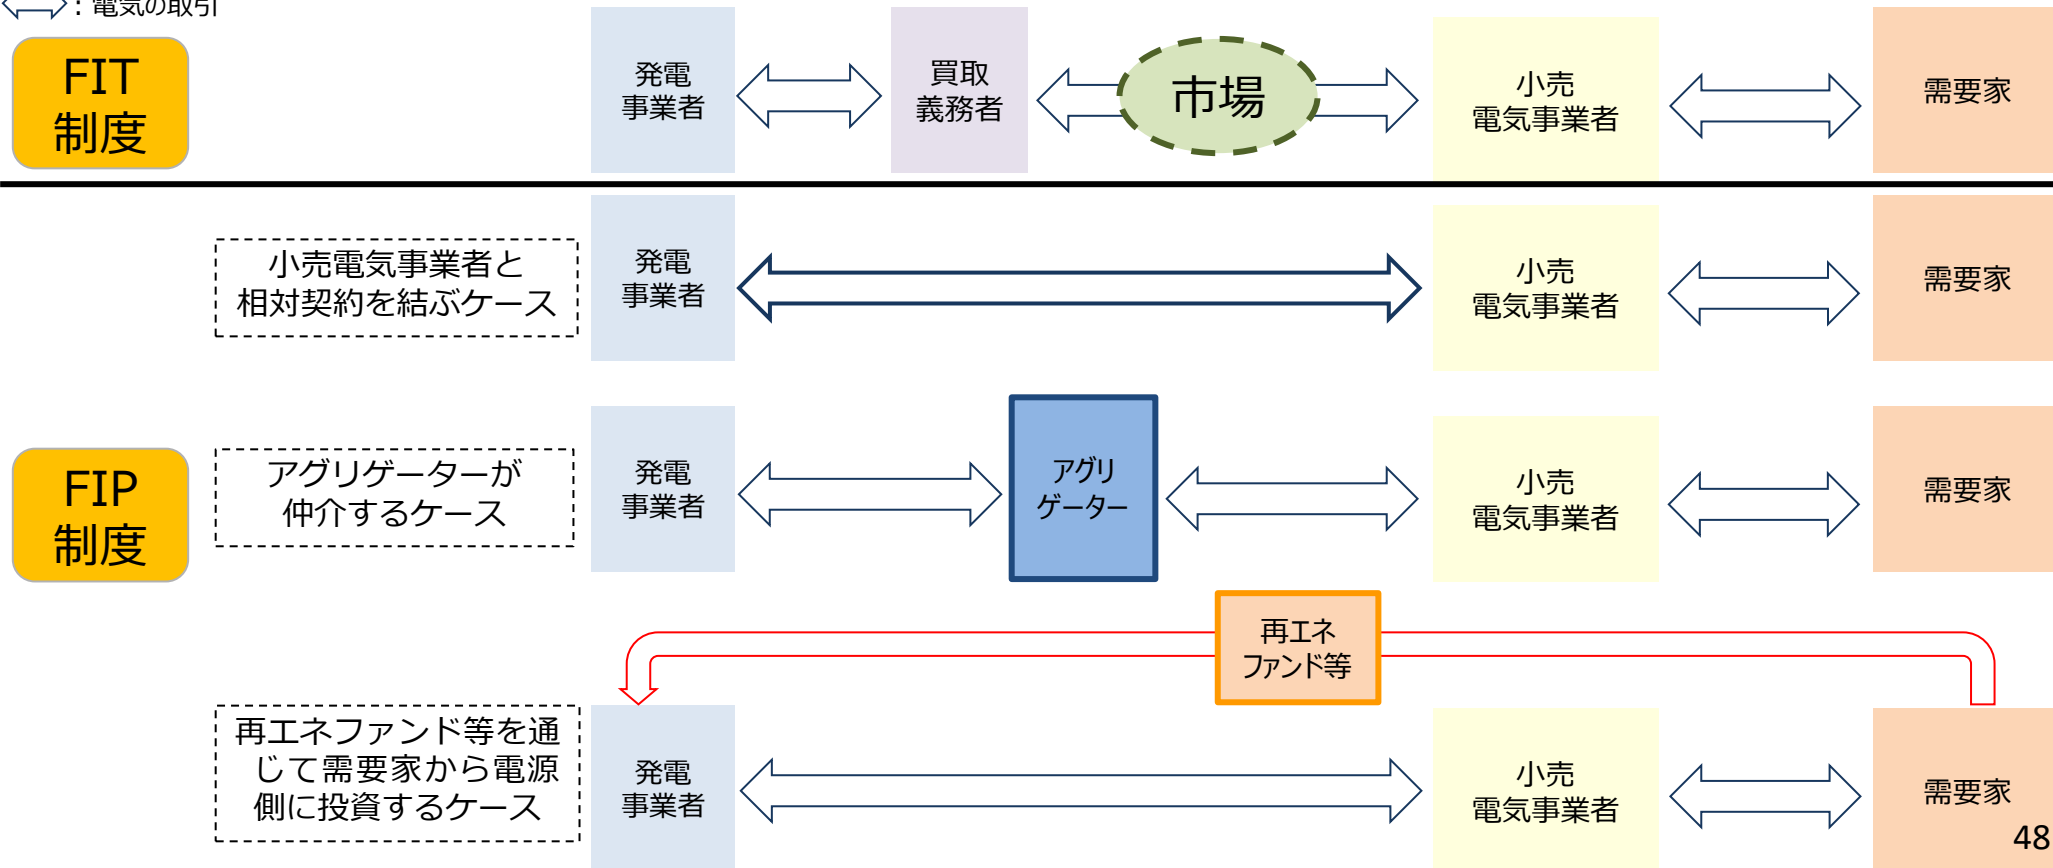 ：電気の取引
FIT
制度
発電
事業者
買取
義務者
市場
小売
電気事業者
需要家
小売電気事業者と
相対契約を結ぶケース
発電
事業者
小売
電気事業者
需要家
FIP
制度
アグリゲーターが
仲介するケース
発電
事業者
アグリ
ゲーター
小売
電気事業者
需要家
再エネ
ファンド等
再エネファンド等を通
じて需要家から電源
側に投資するケース
発電
事業者
小売
電気事業者
需要家
48